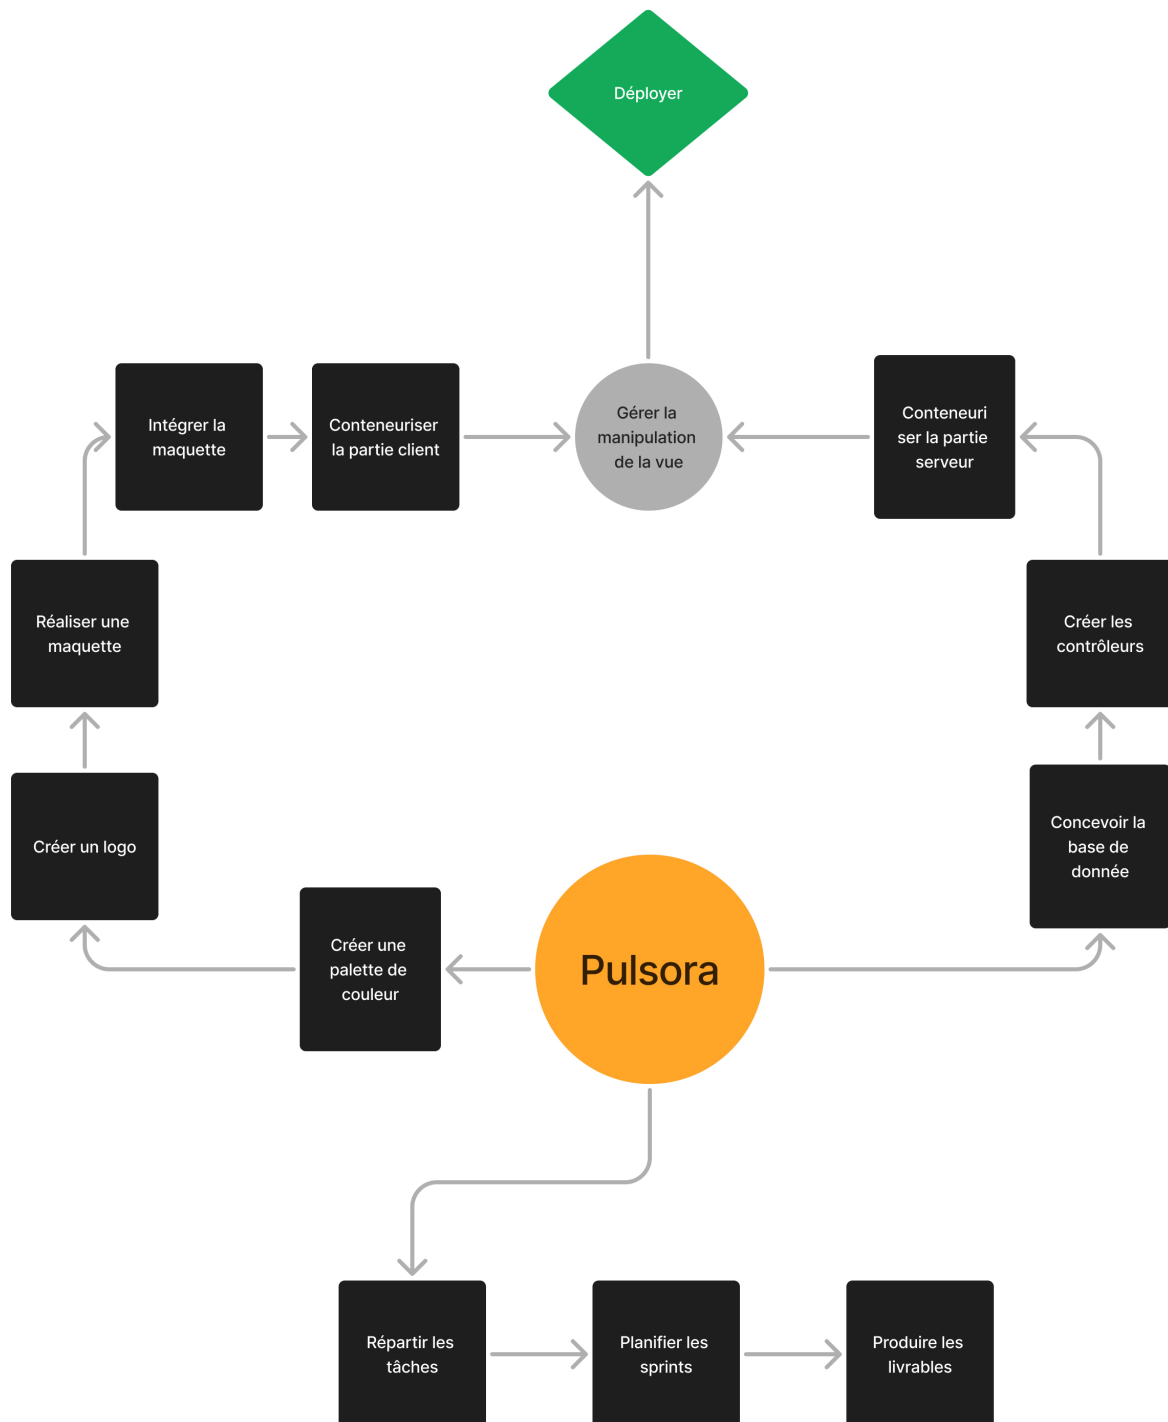 Déployer
Intégrer la
maquette
Conteneuriser
la partie client
Gérer la
manipulation
de la vue
Conteneuri
ser la partie
serveur
Réaliser une
maquette
Créer les
contrôleurs
Créer un logo
Concevoir la
base de
donnée
Créer une
palette de
couleur
Pulsora
Répartir les
tâches
Planifier les
sprints
Produire les
livrables